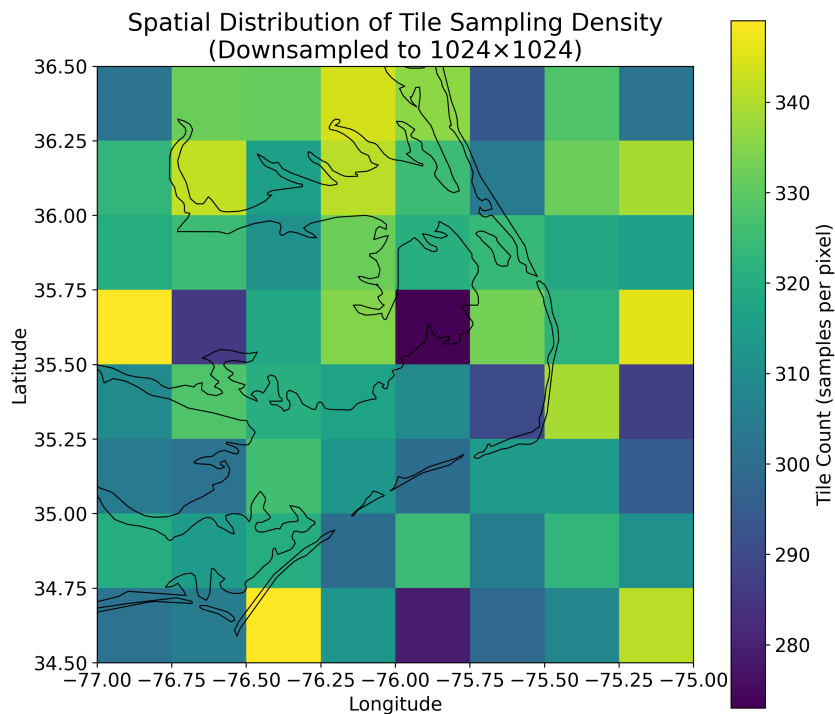 Spatial Distribution of Tile Sampling Density
(Downsampled to 1024×1024)
36.50
36.25
36.00
35.75
35.50
35.25
35.00
34.75
34.50
Latitude
−77.00 −76.75 −76.50 −76.25 −76.00 −75.75 −75.50 −75.25 −75.00
Longitude
340
330
320
310
300
290
280
Tile Count (samples per pixel)